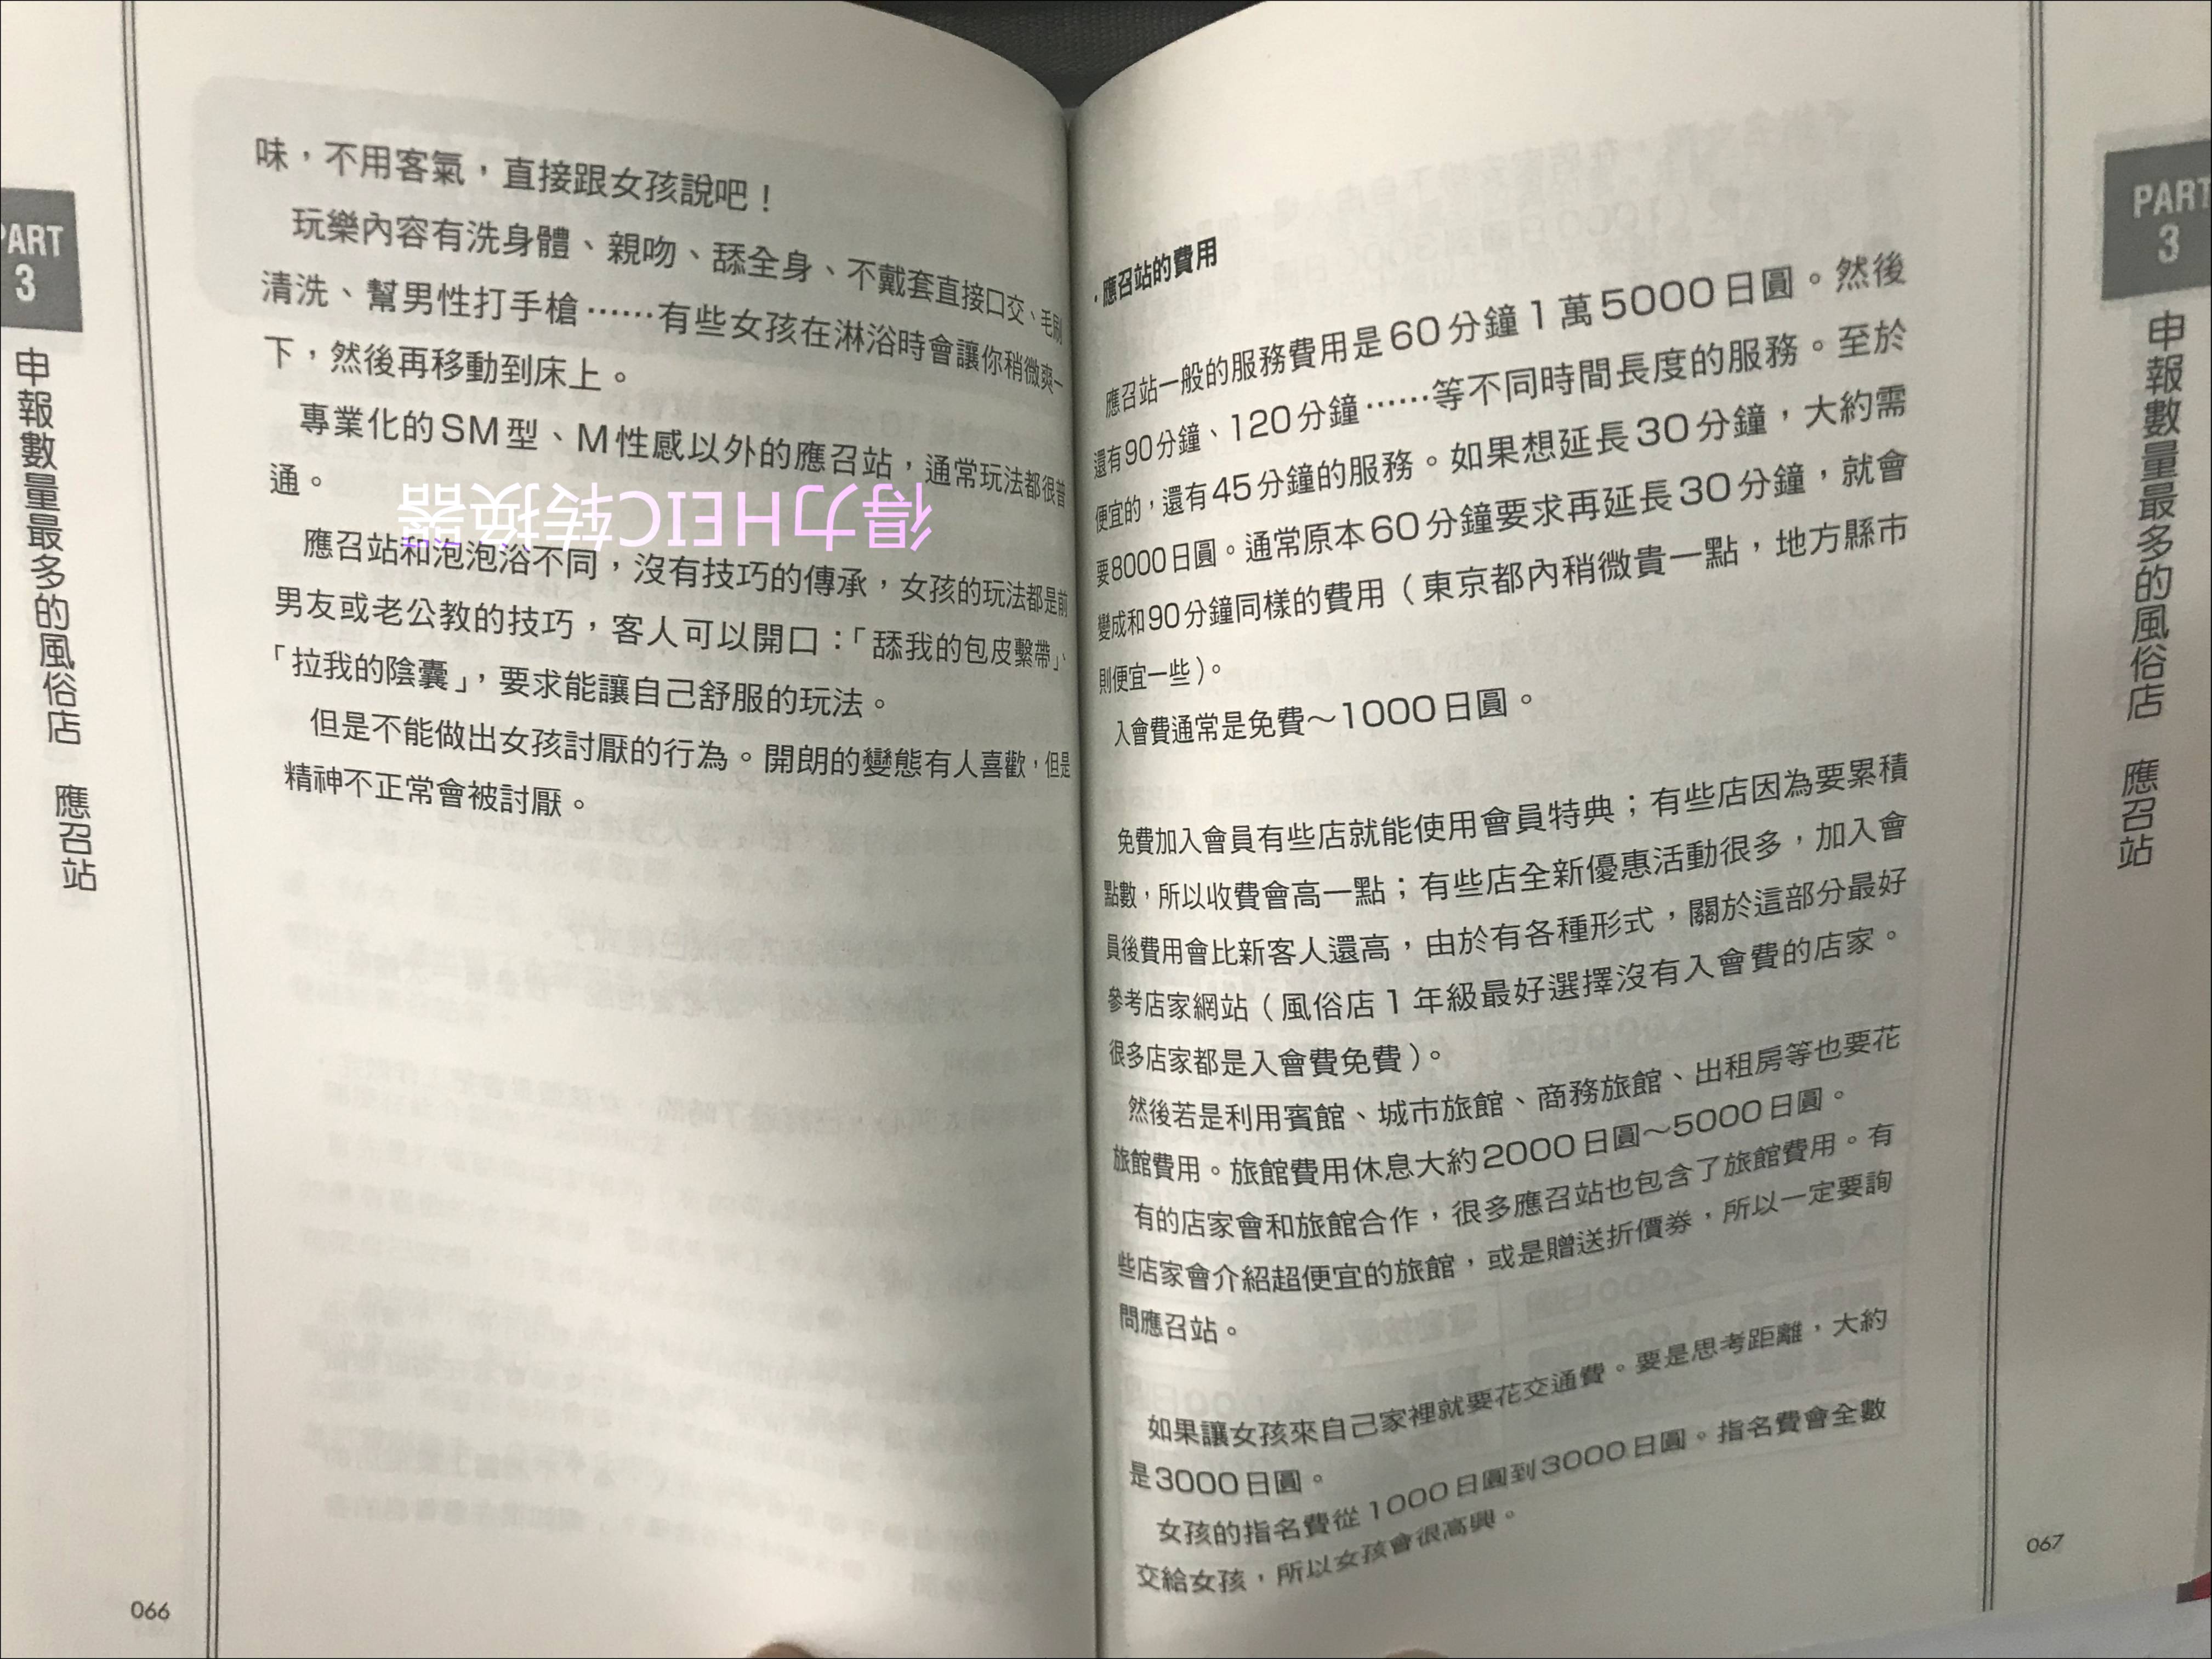 PART
3
申報數量最多的風俗店 應召站
味，不用客氣，直接跟女孩說吧！
玩樂內容有洗身體、親吻、舔全身、不戴套直接口交、毛刷
清洗、幫男性打手槍……有些女孩在淋浴時會讓你稍微爽一
下，然後再移動到床上。
專業化的SM型、M性感以外的應召站，通常玩法都很普
通。
應召站和泡泡浴不同，沒有技巧的傳承，女孩的玩法都是前
男友或老公教的技巧，客人可以開口：「舔我的包皮繫帶」、
「拉我的陰囊」，要求能讓自己舒服的玩法。
但是不能做出女孩討厭的行為。開朗的變態有人喜歡，但是
精神不正常會被討厭。
066
應召站的費用
應召站一般的服務費用是60分鐘1萬5000日圓。然後
還有90分鐘、120分鐘……等不同時間長度的服務。至於
便宜的，還有45分鐘的服務。如果想延長30分鐘，大約需
要8000日圓。通常原本60分鐘要求再延長30分鐘，就會
變成和90分鐘同樣的費用（東京都內稍微貴一點，地方縣市
則便宜一些）。
入會費通常是免費～1000日圓。
免費加入會員有些店就能使用會員特典；有些店因為要累積
點數，所以收費會高一點；有些店全新優惠活動很多，加入會
員後費用會比新客人還高，由於有各種形式，關於這部分最好
參考店家網站（風俗店1年級最好選擇沒有入會費的店家。
很多店家都是入會費免費）。
然後若是利用賓館、城市旅館、商務旅館、出租房等也要花
旅館費用。旅館費用休息大約2000日圓～5000日圓。
有的店家會和旅館合作，很多應召站也包含了旅館費用。有
些店家會介紹超便宜的旅館，或是贈送折價券，所以一定要詢
問應召站。
如果讓女孩來自己家裡就要花交通費。要是思考距離，大約
是3000日圓。
女孩的指名費從1000日圓到3000日圓。指名費會全數
交給女孩，所以女孩會很高興。
067
PART
3
申報數量最多的風俗店 應召站
得力HEIC转换器